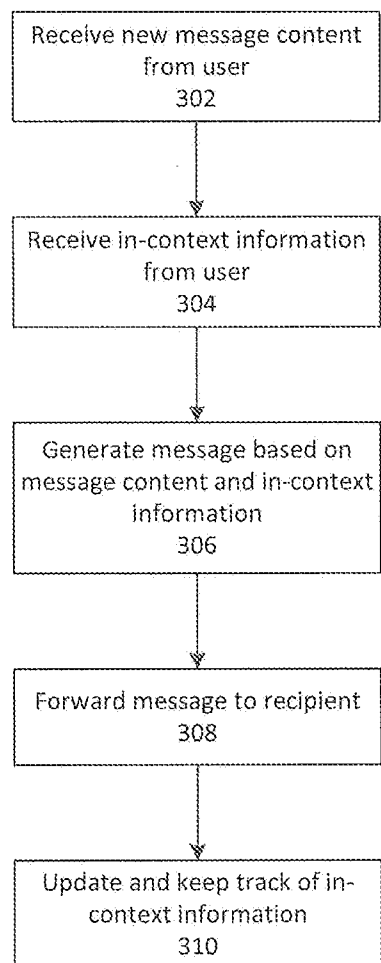 Receive new message content
from user
302
Receive in-context information
from user
304
Generate message based on
message content and in-context
information
306
Forward message to recipient
308
Update and keep track of in-
context information
310